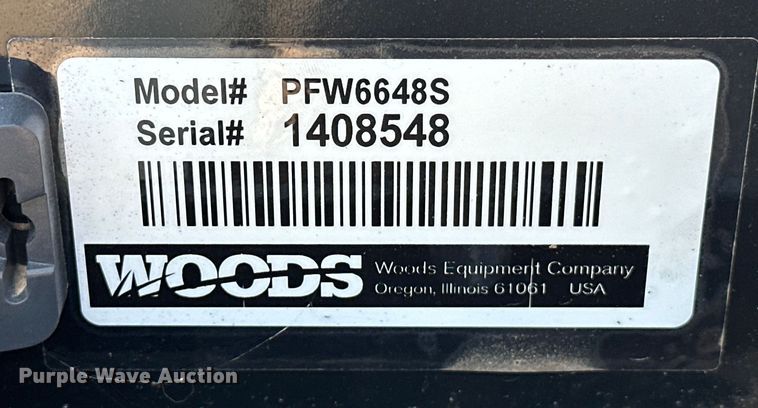 Model# PFW6648S
Serial# 1408548
WOODS Woods Equipment Company
Oregon, Illinois 61061 USA
Purple Wave Auction